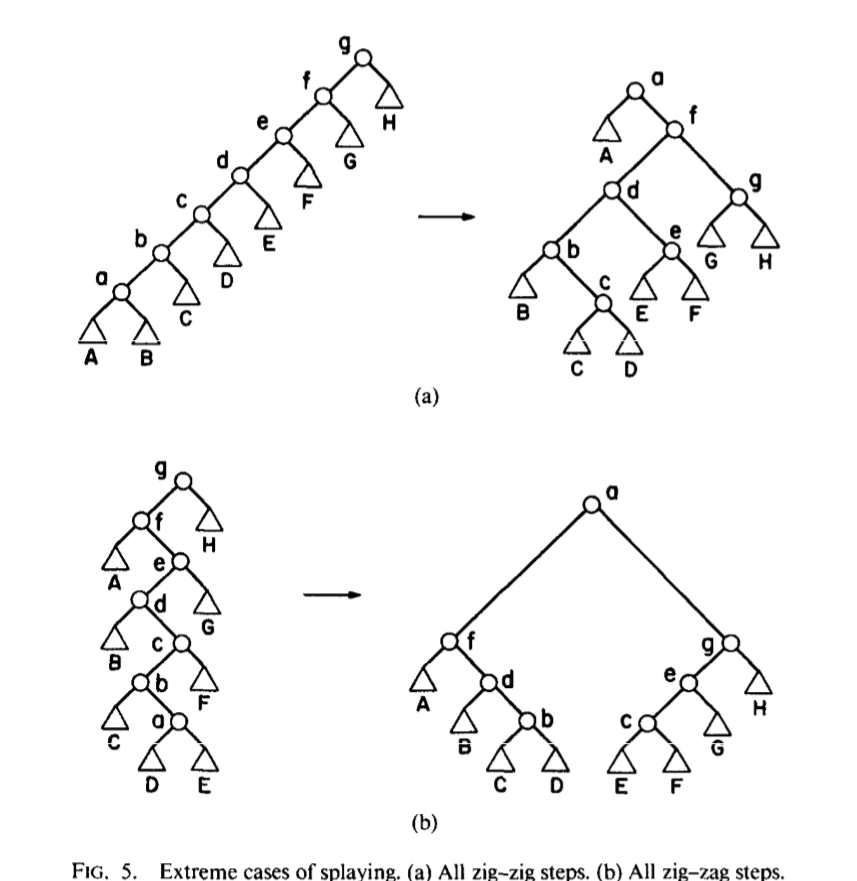 g
f
e
d
c
b
a
H
G
F
E
D
C
A B
a
f
A
d g
b e
G H
c
B E F
C D
(a)
g
f
H
e
A
d
G
c
B
b
F
a
C
D E
a
f g
d e
A H
b c
B G
C D E F
(b)
FIG. 5. Extreme cases of splaying. (a) All zig–zig steps. (b) All zig–zag steps.